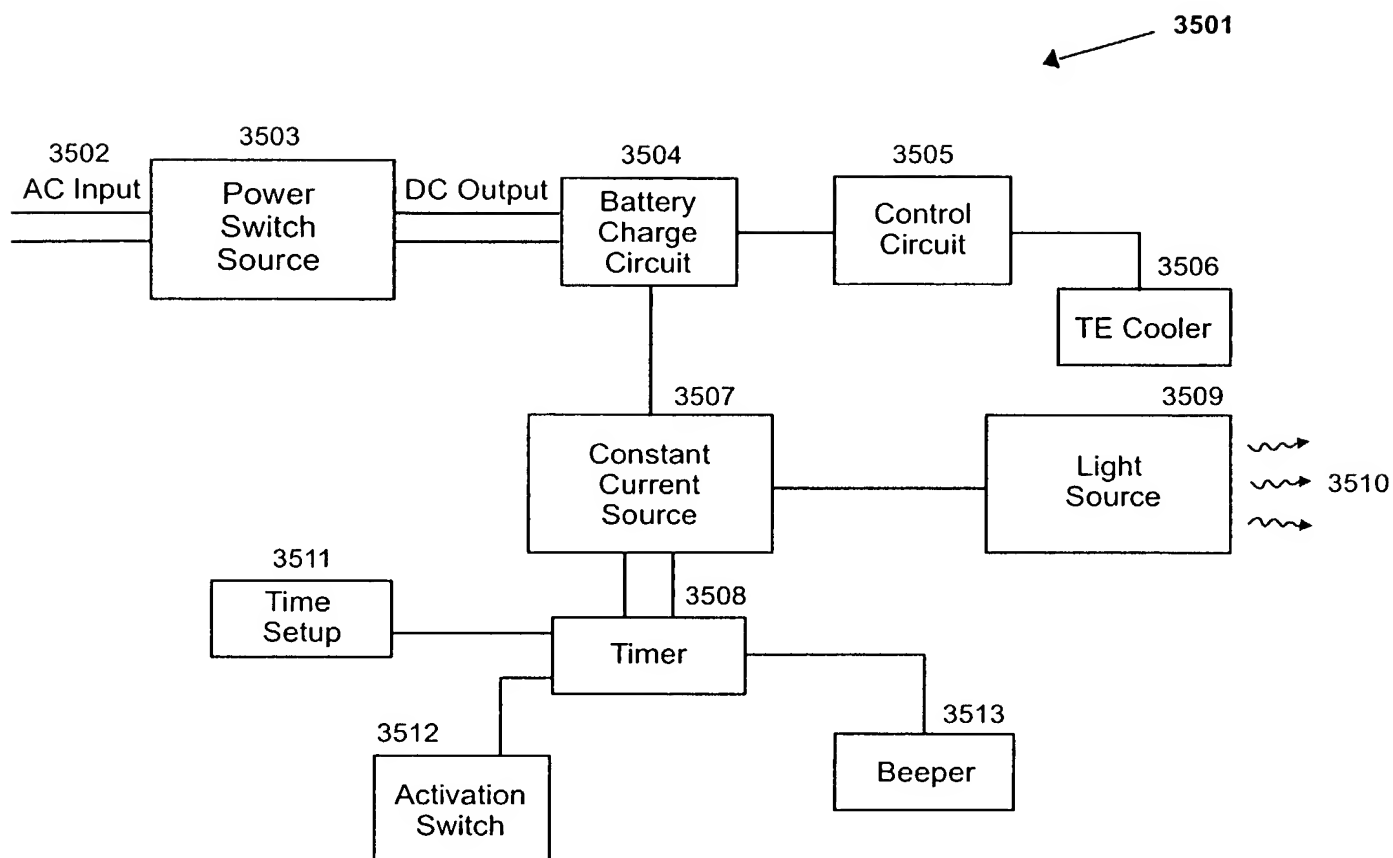 3501
3502
AC Input
3503
Power
Switch
Source
DC Output
3504
Battery
Charge
Circuit
3505
Control
Circuit
3506
TE Cooler
3507
Constant
Current
Source
3509
Light
Source
3510
3511
Time
Setup
3508
Timer
3512
Activation
Switch
3513
Beeper